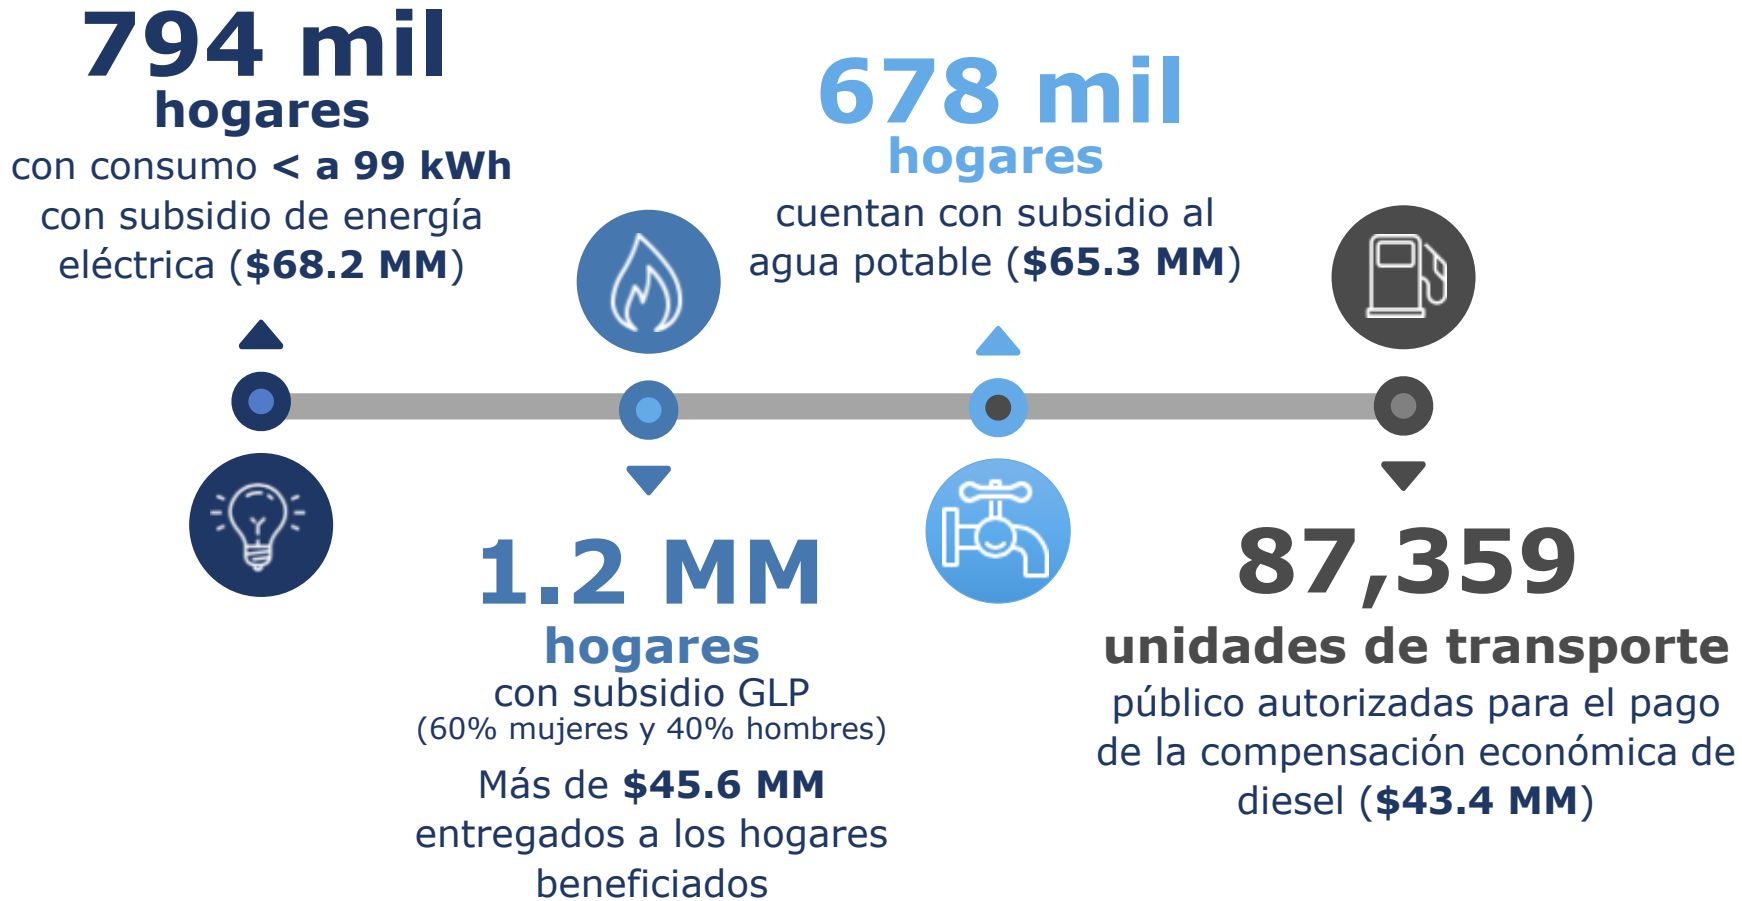 794 mil
hogares
con consumo < a 99 kWh
con subsidio de energía
eléctrica ($68.2 MM)
1.2 MM
hogares
con subsidio GLP
(60% mujeres y 40% hombres)
Más de $45.6 MM
entregados a los hogares
beneficiados
678 mil
hogares
cuentan con subsidio al
agua potable ($65.3 MM)
87,359
unidades de transporte
público autorizadas para el pago
de la compensación económica de
diesel ($43.4 MM)